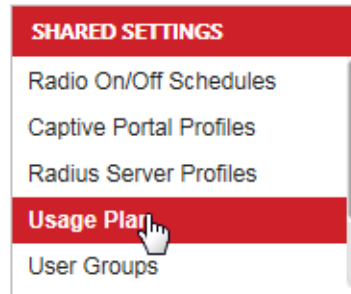 SHARED SETTINGS
Radio On/Off Schedules
Captive Portal Profiles
Radius Server Profiles
Usage Plan
User Groups